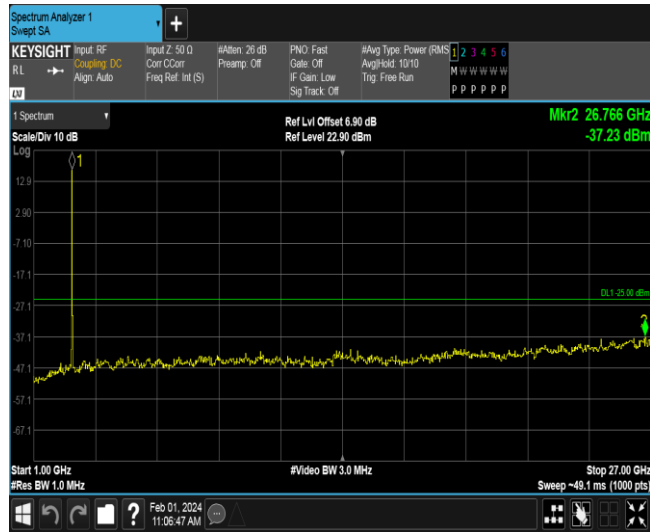 Spectrum Analyzer 1
Swept SA
+
KEYSIGHT Input: RF Input Z: 50 Ω #Atten: 26 dB PNO: Fast #Avg Type: Power (RMS 1 2 3 4 5 6
RL Coupling: DC Corr CCorr Preamp: Off Gate: Off Avg|Hold: 10/10 M W W W W W
Align: Auto Freq Ref: Int (S) IF Gain: Low Trig: Free Run
LXI Sig Track: Off P P P P P P
1 Spectrum Ref Lvl Offset 6.90 dB Mkr2 26.766 GHz
Scale/Div 10 dB Ref Level 22.90 dBm -37.23 dBm
Log
1
12.9
2.90
-7.10
-17.1
DL1 -25.00 dBm
-27.1
2
-37.1
-47.1
-57.1
-67.1
Start 1.00 GHz #Video BW 3.0 MHz Stop 27.00 GHz
#Res BW 1.0 MHz Sweep ~49.1 ms (1000 pts)
? Feb 01, 2024
11:06:47 AM